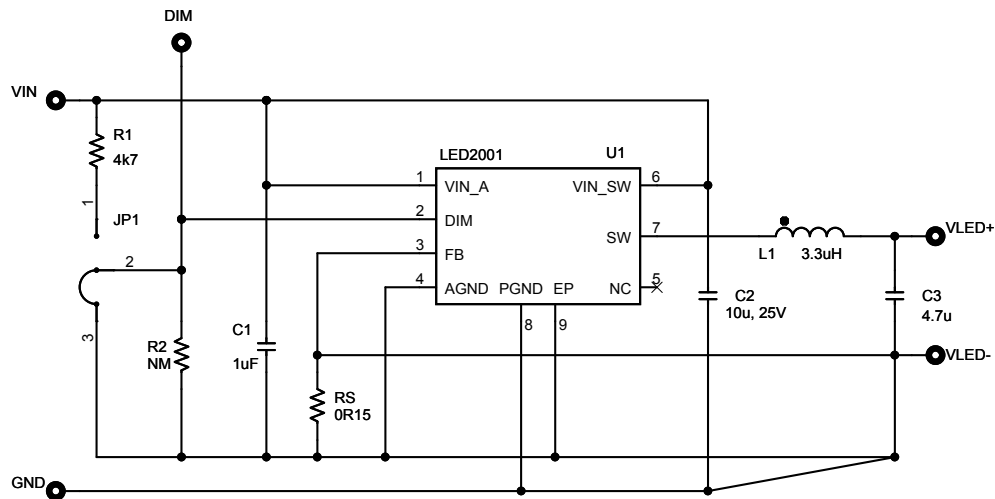 DIM
VIN
R1
4k7
1
JP1
2
3
R2
NM
C1
1uF
LED2001
U1
1
VIN_A
2
DIM
3
FB
4
AGND
PGND
EP
8
9
VIN_SW
6
SW
7
NC
5
RS
0R15
L1
3.3uH
C2
10u, 25V
C3
4.7u
VLED+
VLED-
GND